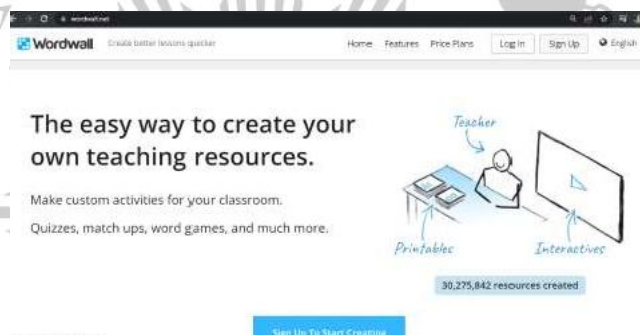 wordwall.net
Wordwall Create better lessons quicker Home Features Price Plans Log In Sign Up English
The easy way to create your
own teaching resources.
Make custom activities for your classroom.
Quizzes, match ups, word games, and much more.
Teacher
Printables
Interactives
30,275,842 resources created
Sign Up To Start Creating